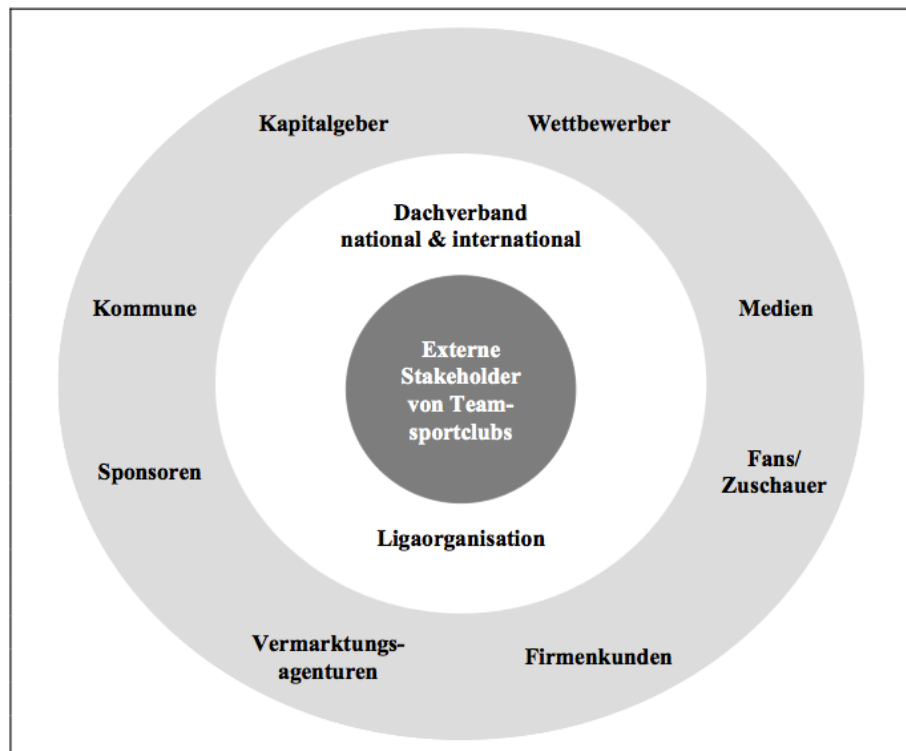 Kapitalgeber
Wettbewerber
Dachverband
national & international
Kommune
Medien
Externe
Stakeholder
von Team-
sportclubs
Sponsoren
Fans/
Zuschauer
Ligaorganisation
Vermarktungs-
agenturen
Firmenkunden